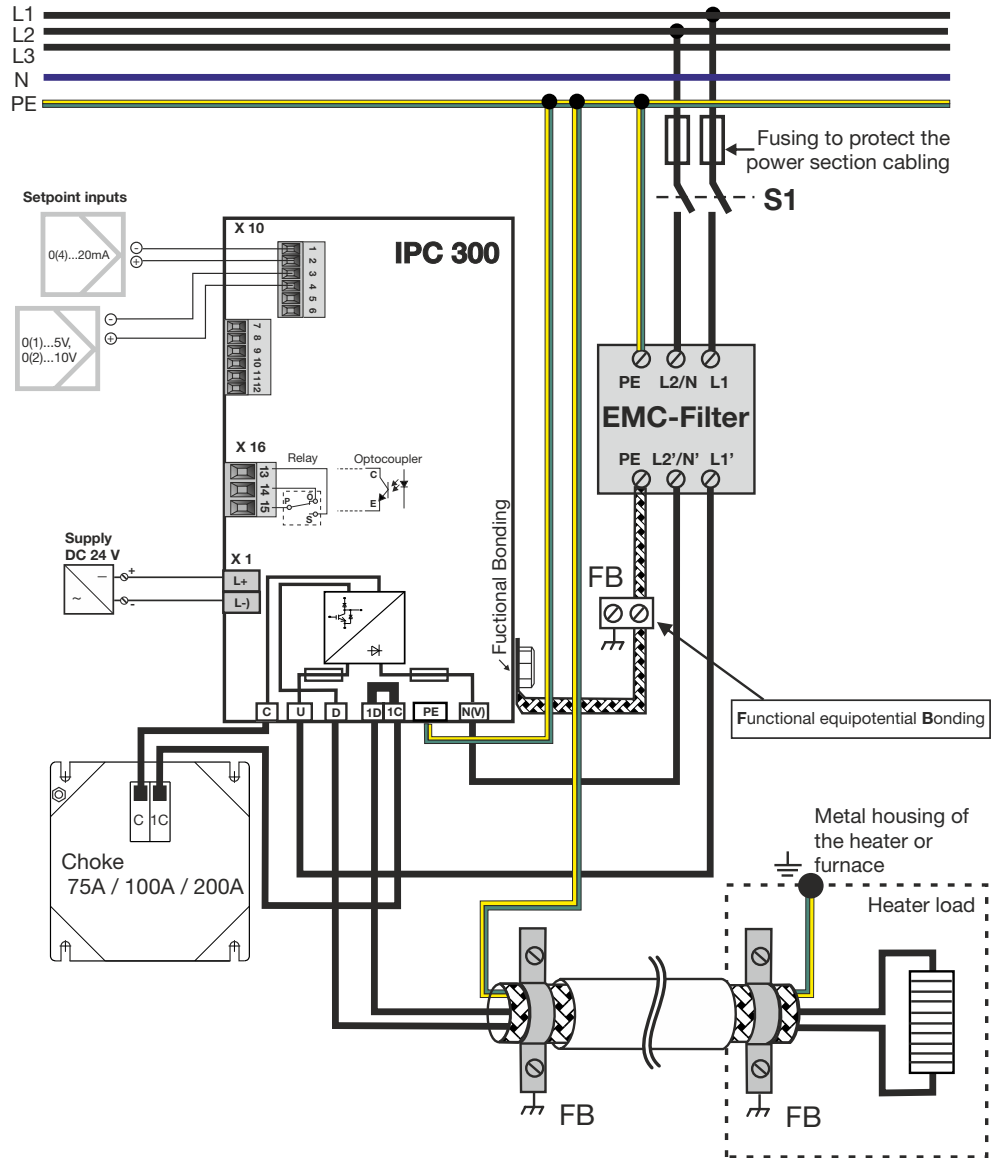 L1
L2
L3
N
PE
Fusing to protect the
power section cabling
S1
Setpoint inputs
0(4)...20mA
-
+
0(1)...5V,
0(2)...10V
-
+
X 10
1
2
3
4
5
6
7
8
9
10
11
12
IPC 300
X 16
13
14
15
Relay
P
Ö
S
Optocoupler
C
E
Supply
DC 24 V
+
-
X 1
L+
L-)
Fuctional Bonding
C U D 1D 1C PE N(V)
PE L2/N L1
EMC-Filter
PE L2'/N' L1'
FB
Functional equipotential Bonding
C 1C
Choke
75A / 100A / 200A
Metal housing of
the heater or
furnace
Heater load
FB
FB